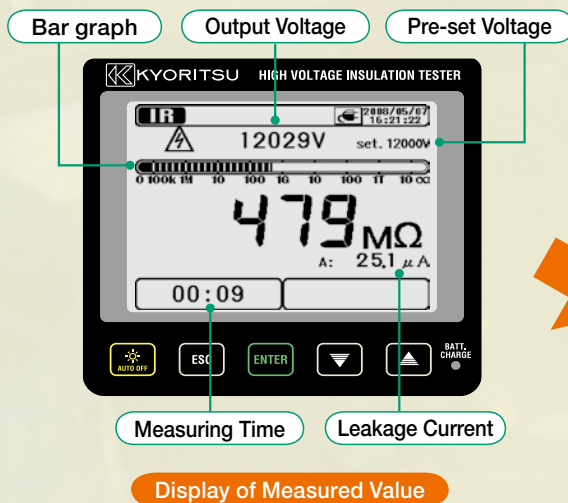 Bar graph Output Voltage Pre-set Voltage
KYORITSU HIGH VOLTAGE INSULATION TESTER
IR 2008/05/07
16:21:22
12029V set. 12000V
0 100k 1M 10 100 1G 10 100 1T 10 ∞
479 MΩ
A: 25.1 μA
00:09
AUTO OFF ESC ENTER BATT.
CHARGE
Measuring Time Leakage Current
Display of Measured Value